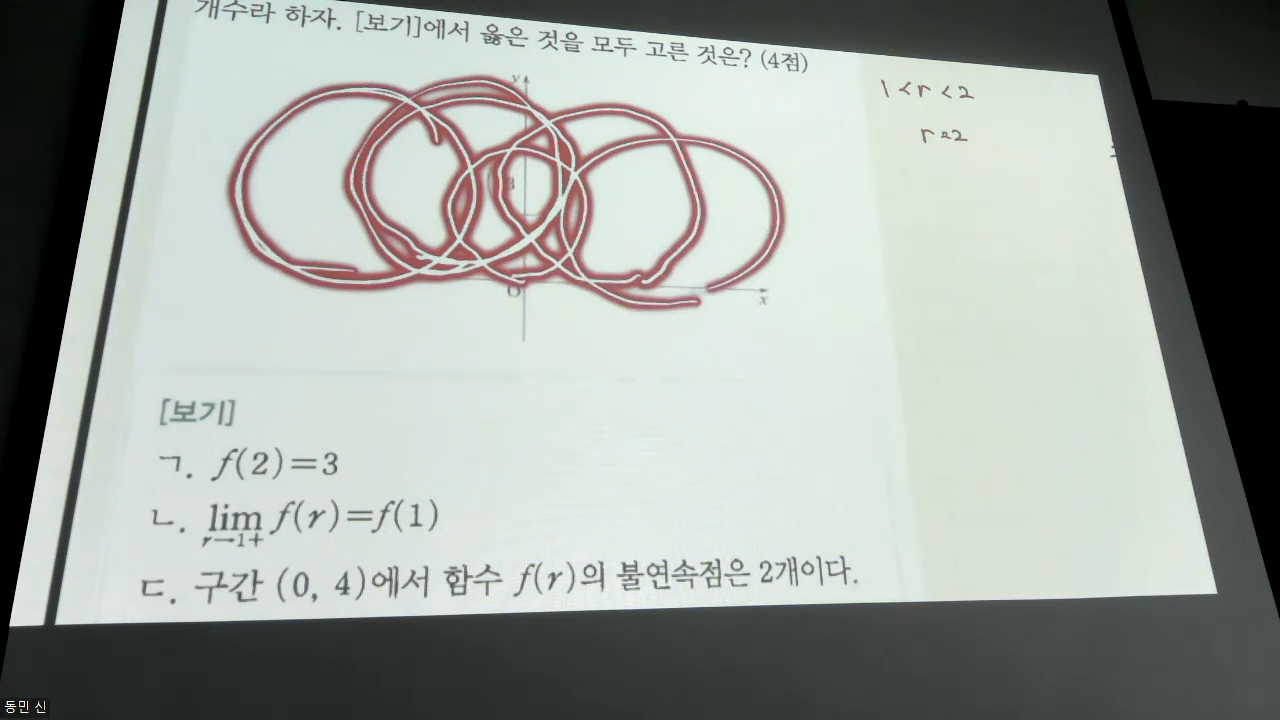 개수라 하자. [보기]에서 옳은 것을 모두 고른 것은? (4점)
1<r<2
r=2
y
3
O
x
[보기]
ㄱ. f(2)=3
ㄴ. lim f(r)=f(1)
r→1+
ㄷ. 구간 (0, 4)에서 함수 f(r)의 불연속점은 2개이다.
동민 신